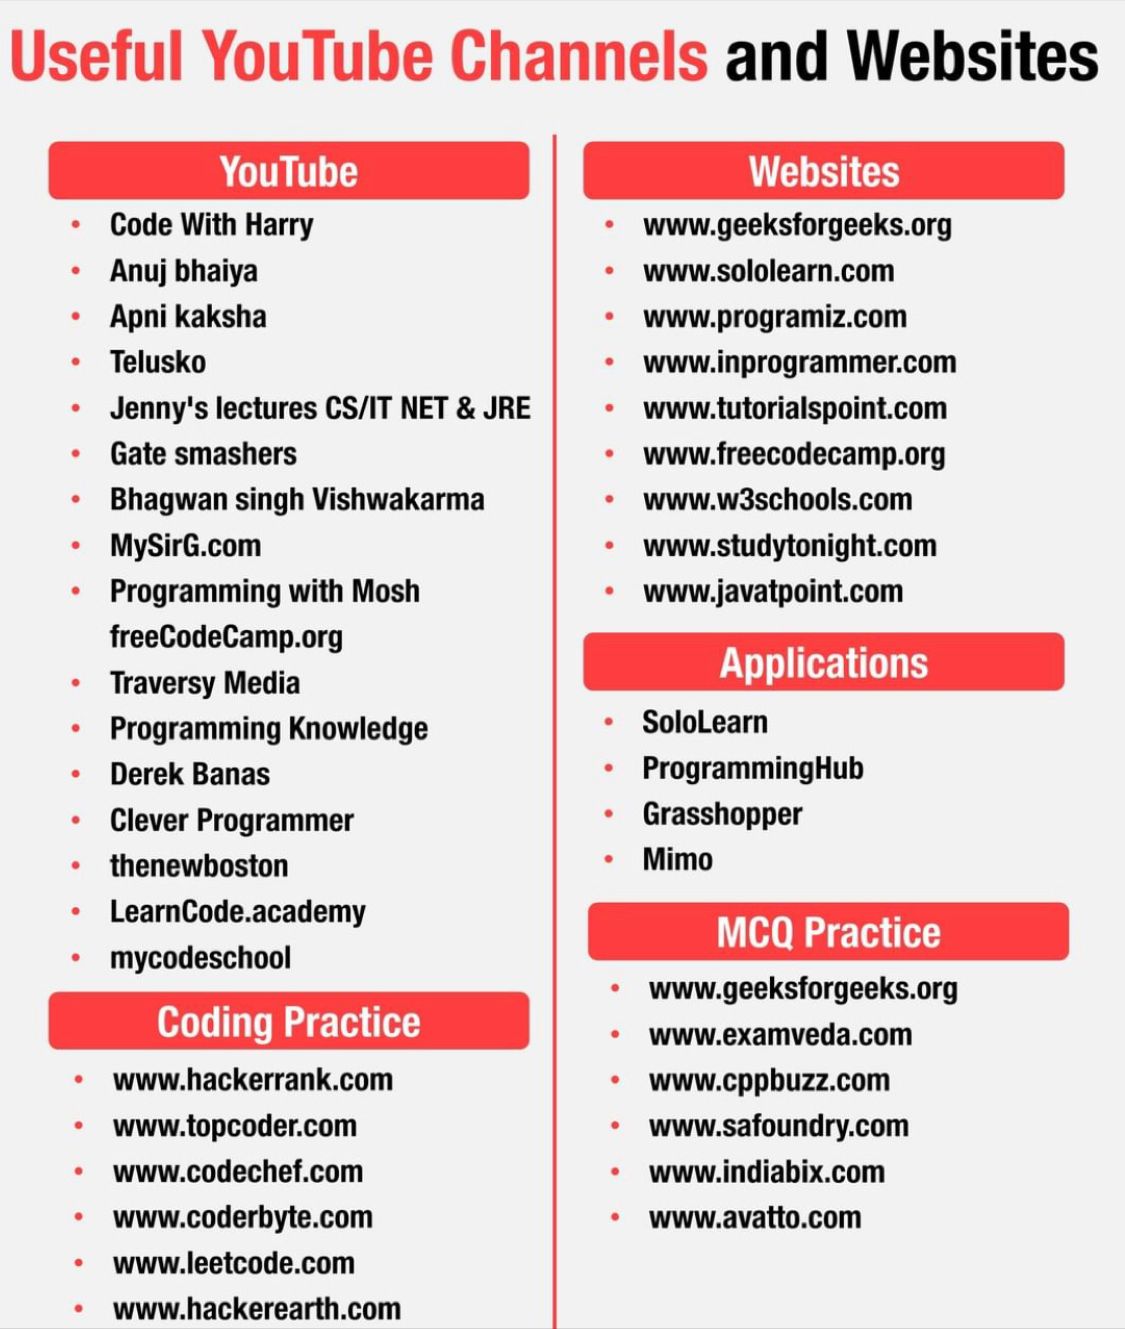 Useful YouTube Channels and Websites
YouTube
• Code With Harry
• Anuj bhaiya
• Apni kaksha
• Telusko
• Jenny's lectures CS/IT NET & JRE
• Gate smashers
• Bhagwan singh Vishwakarma
• MySirG.com
• Programming with Mosh
freeCodeCamp.org
• Traversy Media
• Programming Knowledge
• Derek Banas
• Clever Programmer
• thenewboston
• LearnCode.academy
• mycodeschool
Coding Practice
• www.hackerrank.com
• www.topcoder.com
• www.codechef.com
• www.coderbyte.com
• www.leetcode.com
• www.hackerearth.com
Websites
• www.geeksforgeeks.org
• www.sololearn.com
• www.programiz.com
• www.inprogrammer.com
• www.tutorialspoint.com
• www.freecodecamp.org
• www.w3schools.com
• www.studytonight.com
• www.javatpoint.com
Applications
• SoloLearn
• ProgrammingHub
• Grasshopper
• Mimo
MCQ Practice
• www.geeksforgeeks.org
• www.examveda.com
• www.cppbuzz.com
• www.safoundry.com
• www.indiabix.com
• www.avatto.com